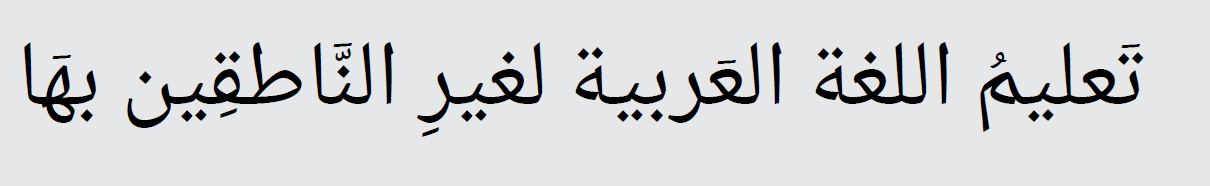 تَعليمُ اللغة العَربية لغيرِ النَّاطقِين بهَا